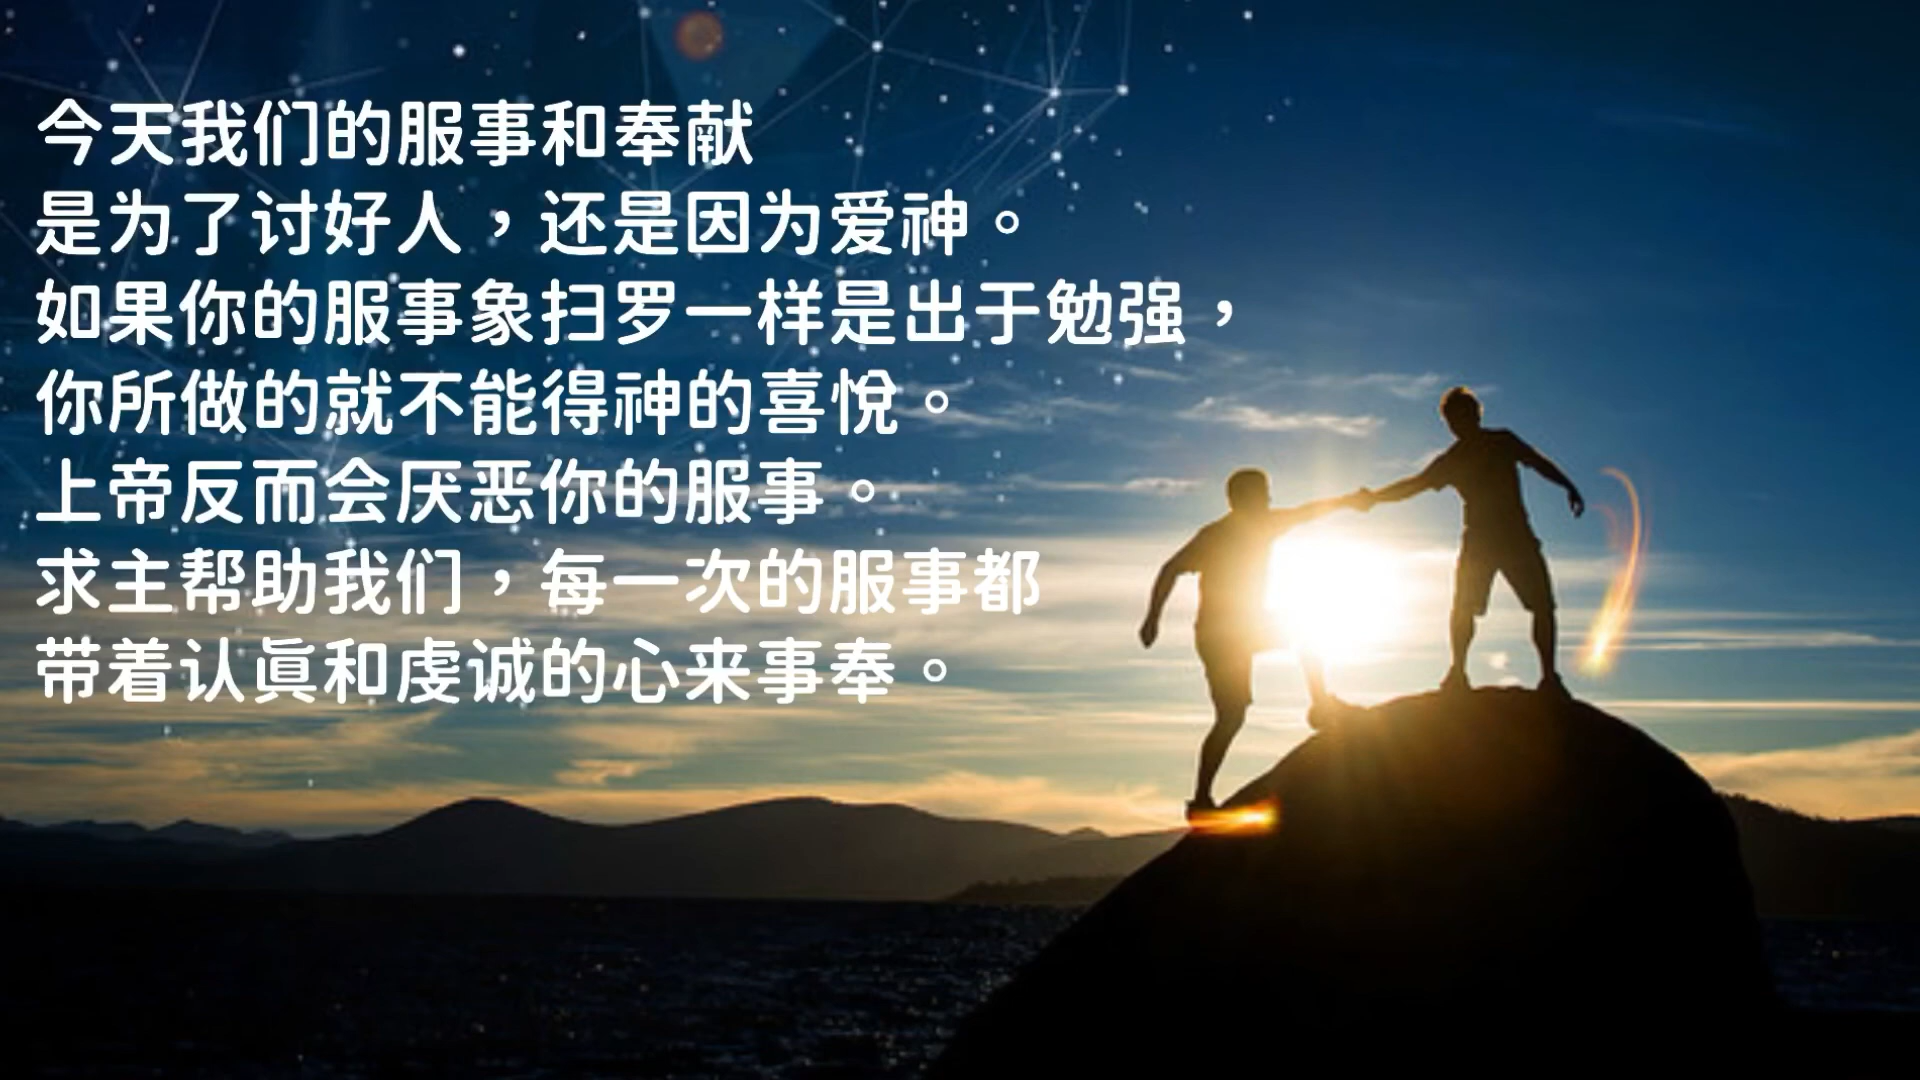 今天我们的服事和奉献
是为了讨好人，还是因为爱神。
如果你的服事象扫罗一样是出于勉强，
你所做的就不能得神的喜悅。
上帝反而会厌恶你的服事。
求主帮助我们，每一次的服事都
带着认眞和虔诚的心来事奉。